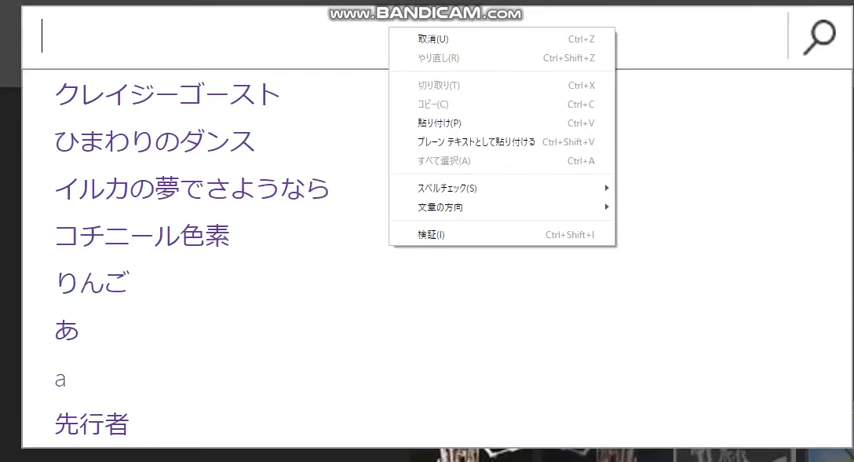 www.BANDICAM.com
取消(U) Ctrl+Z
やり直し(R) Ctrl+Shift+Z
切り取り(T) Ctrl+X
コピー(C) Ctrl+C
貼り付け(P) Ctrl+V
プレーン テキストとして貼り付ける Ctrl+Shift+V
すべて選択(A) Ctrl+A
スペルチェック(S)
文章の方向
検証(I) Ctrl+Shift+I
クレイジーゴースト
ひまわりのダンス
イルカの夢でさようなら
コチニール色素
りんご
あ
a
先行者